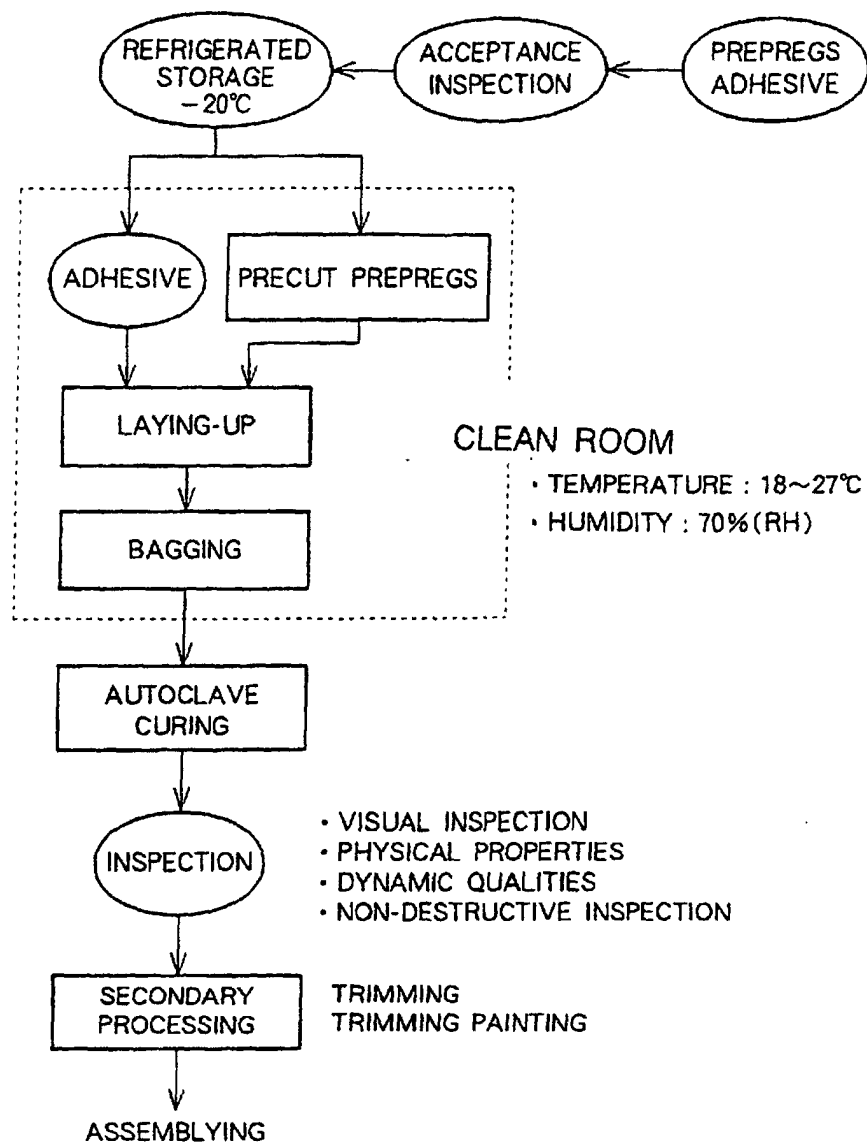 REFRIGERATED
STORAGE
-20℃
ACCEPTANCE
INSPECTION
PREPREGS
ADHESIVE
ADHESIVE
PRECUT PREPREGS
LAYING-UP
CLEAN ROOM
・TEMPERATURE : 18~27℃
・HUMIDITY : 70%(RH)
BAGGING
AUTOCLAVE
CURING
INSPECTION
・VISUAL INSPECTION
・PHYSICAL PROPERTIES
・DYNAMIC QUALITIES
・NON-DESTRUCTIVE INSPECTION
SECONDARY
PROCESSING
TRIMMING
TRIMMING PAINTING
ASSEMBLYING